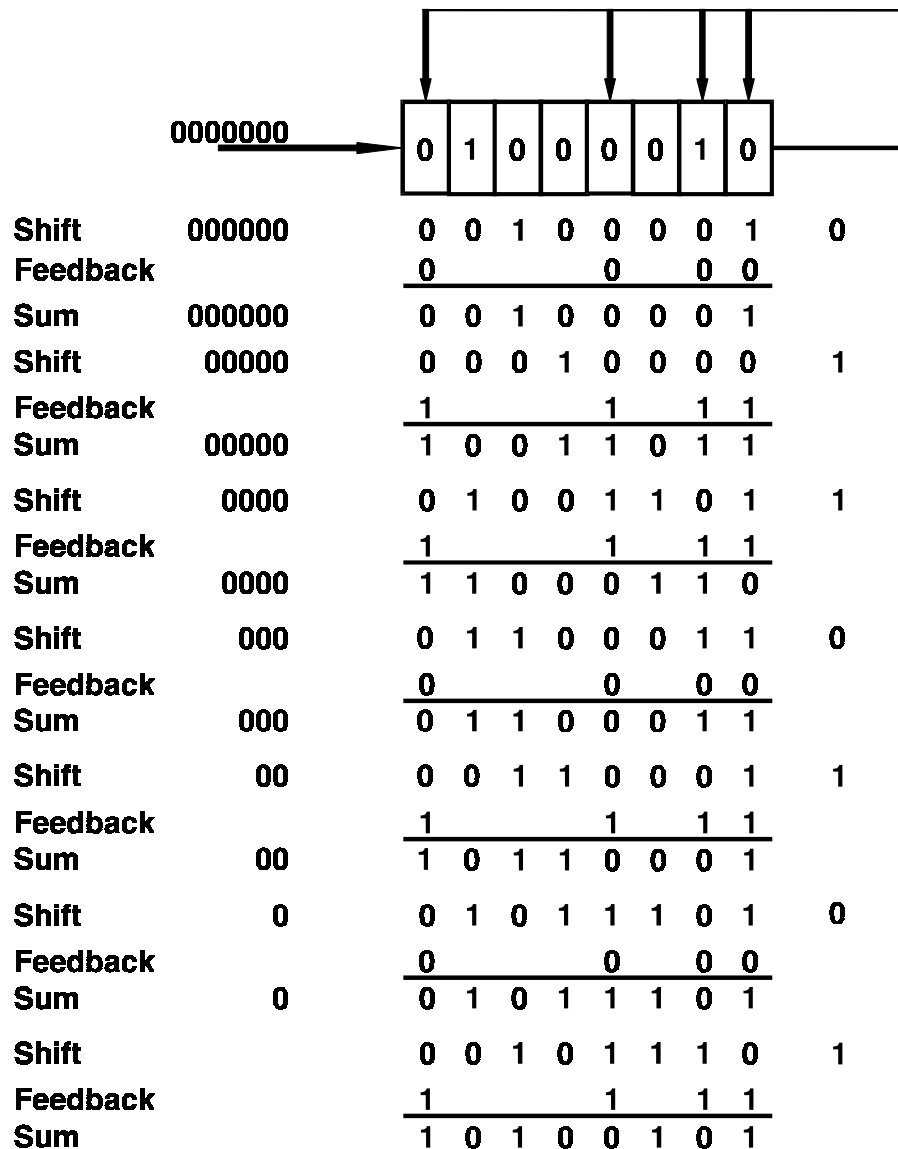 0000000
0 1 0 0 0 0 1 0
Shift 000000 0 0 1 0 0 0 0 1 0
Feedback 0 0 0 0
Sum 000000 0 0 1 0 0 0 0 1
Shift 00000 0 0 0 1 0 0 0 0 1
Feedback 1 1 1 1
Sum 00000 1 0 0 1 1 0 1 1
Shift 0000 0 1 0 0 1 1 0 1 1
Feedback 1 1 1 1
Sum 0000 1 1 0 0 0 1 1 0
Shift 000 0 1 1 0 0 0 1 1 0
Feedback 0 0 0 0
Sum 000 0 1 1 0 0 0 1 1
Shift 00 0 0 1 1 0 0 0 1 1
Feedback 1 1 1 1
Sum 00 1 0 1 1 0 0 0 1
Shift 0 0 1 0 1 1 1 0 1 0
Feedback 0 0 0 0
Sum 0 0 1 0 1 1 1 0 1
Shift 0 0 1 0 1 1 1 0 1
Feedback 1 1 1 1
Sum 1 0 1 0 0 1 0 1